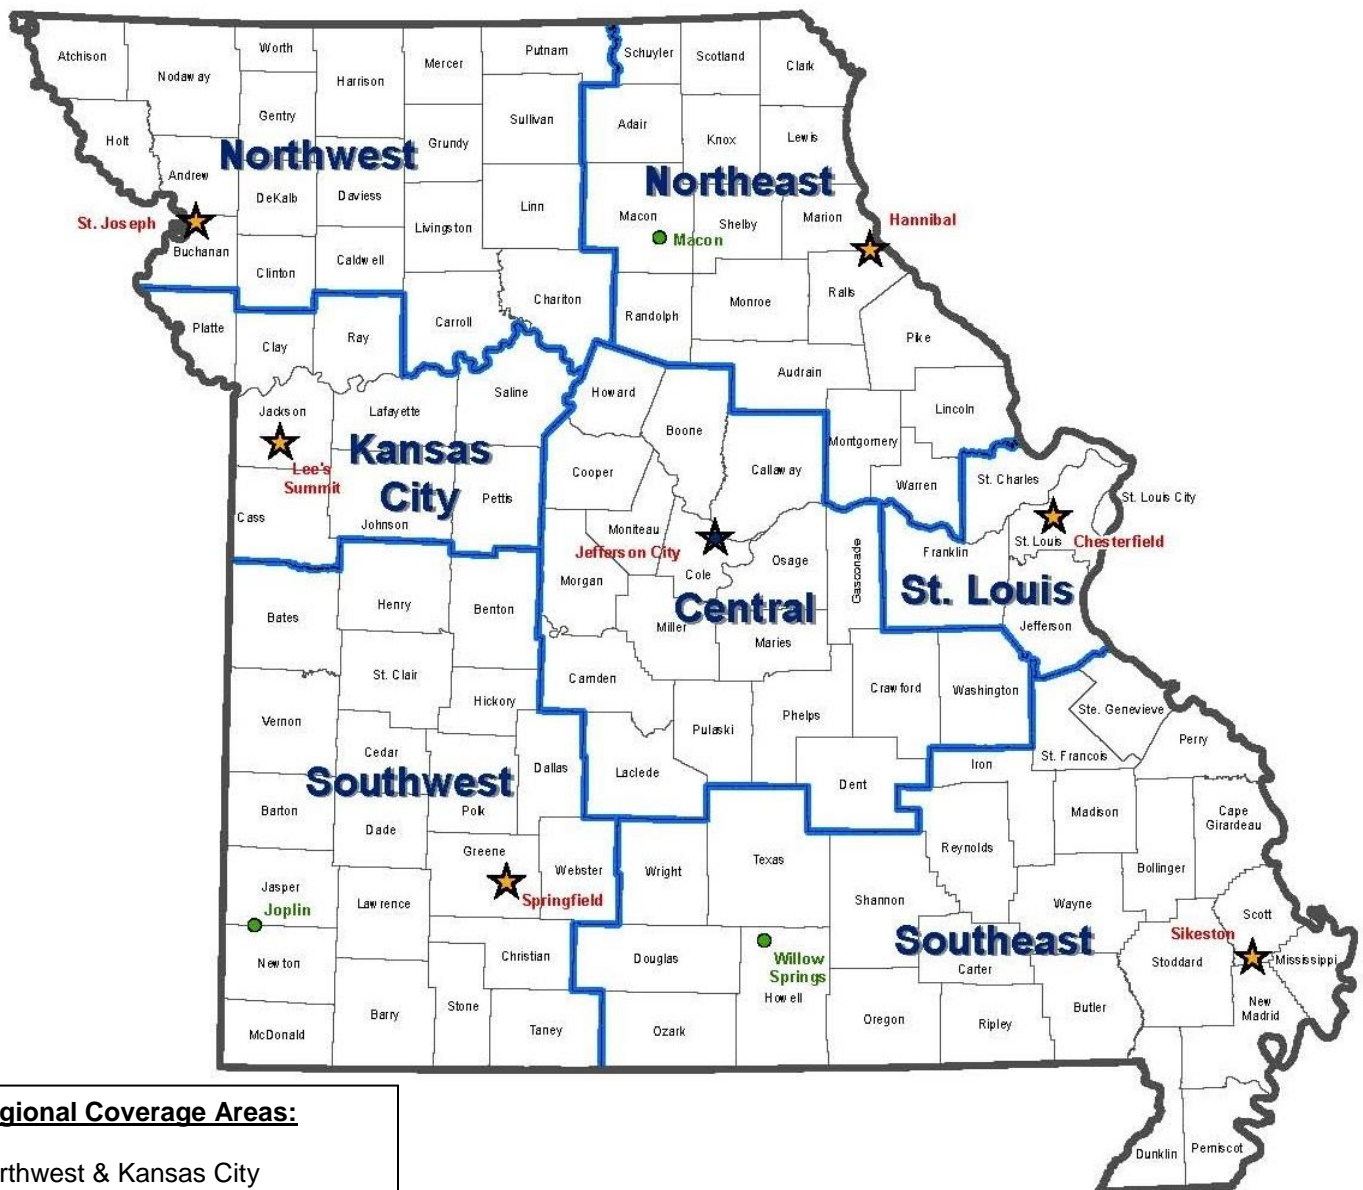 Atchison
Nodaway
Worth
Harrison
Mercer
Putnam
Schuyler
Scotland
Clark
Holt
Gentry
Grundy
Sullivan
Adair
Knox
Lewis
Northwest
Andrew
DeKalb
Daviess
Livingston
Linn
Northeast
Macon
Shelby
Marion
Macon
Hannibal
St. Joseph
Buchanan
Clinton
Caldwell
Chariton
Randolph
Monroe
Ralls
Pike
Platte
Clay
Ray
Carroll
Audrain
Saline
Howard
Boone
Lincoln
Jackson
Lafayette
Kansas
City
Lee's
Summit
Cass
Johnson
Pettis
Cooper
Callaway
Montgomery
Warren
St. Charles
St. Louis City
Moniteau
Jefferson City
Cole
Osage
Gasconade
Franklin
St. Louis
Chesterfield
Morgan
Central
St. Louis
Jefferson
Bates
Henry
Benton
Miller
Maries
St. Clair
Hickory
Camden
Crawford
Washington
Ste. Genevieve
Vernon
Pulaski
Phelps
Perry
Cedar
Southwest
Dallas
Laclede
Dent
Iron
St. Francois
Barton
Polk
Dade
Madison
Cape
Girardeau
Greene
Webster
Wright
Texas
Reynolds
Bollinger
Jasper
Joplin
Lawrence
Springfield
Shannon
Wayne
Scott
Southeast
Sikeston
Newton
Christian
Douglas
Willow
Springs
Howell
Carter
Stoddard
Mississippi
McDonald
Barry
Stone
Taney
Ozark
Oregon
Ripley
Butler
New
Madrid
Dunklin
Pemiscot
gional Coverage Areas:
rthwest & Kansas City